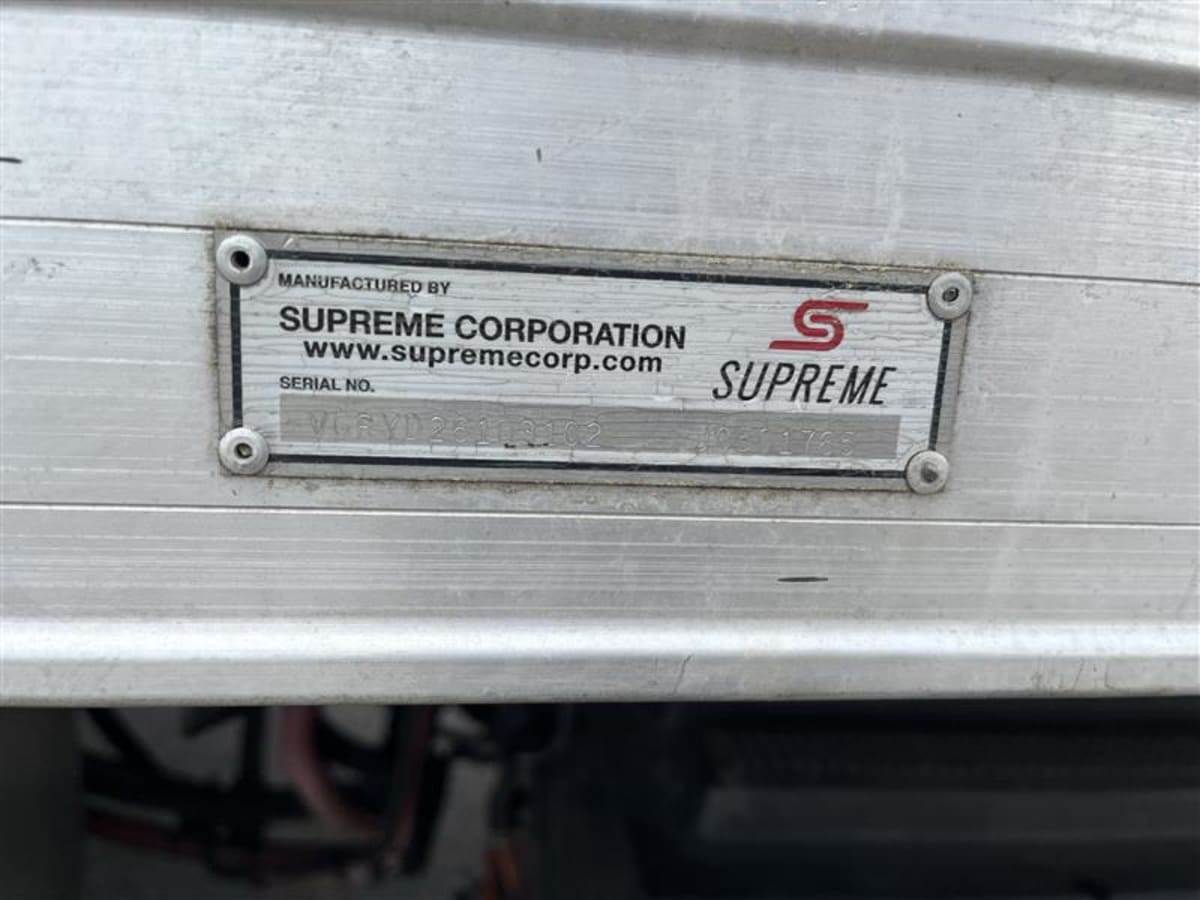 MANUFACTURED BY
SUPREME CORPORATION
www.supremecorp.com
SERIAL NO.
SUPREME